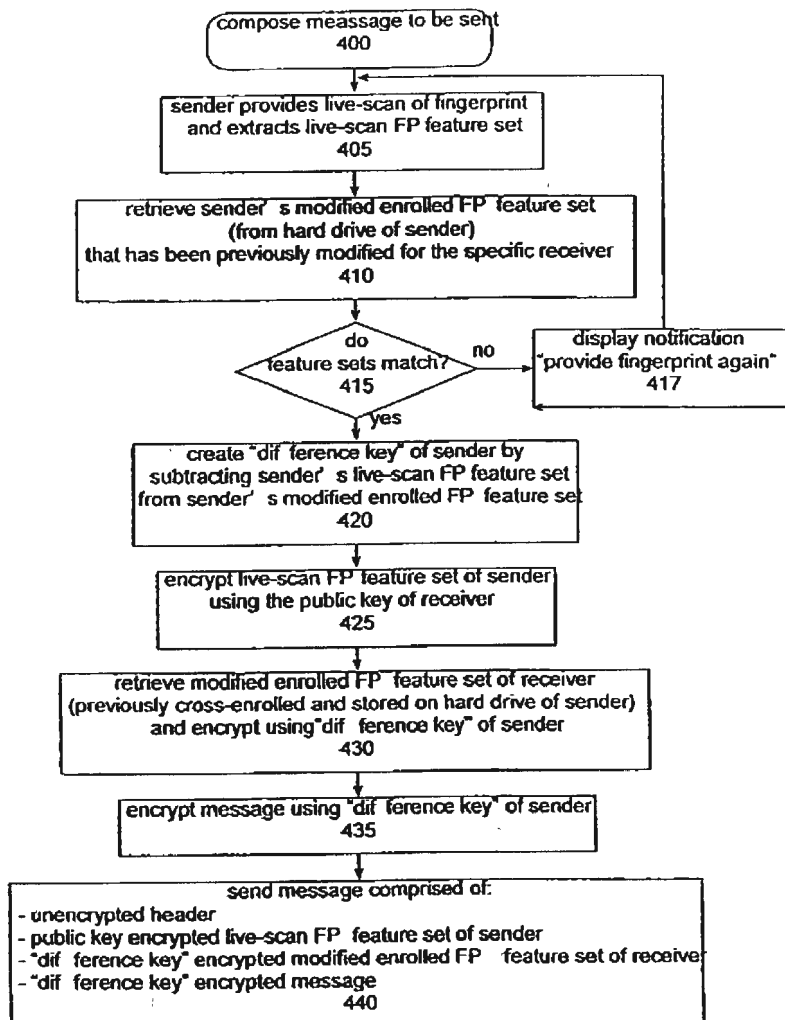 compose meassage to be sent
400
sender provides live-scan of fingerprint
and extracts live-scan FP feature set
405
retrieve sender' s modified enrolled FP feature set
(from hard drive of sender)
that has been previously modified for the specific receiver
410
do
feature sets match?
415
no
display notification
"provide fingerprint again"
417
yes
create "dif ference key" of sender by
subtracting sender' s live-scan FP feature set
from sender' s modified enrolled FP feature set
420
encrypt live-scan FP feature set of sender
using the public key of receiver
425
retrieve modified enrolled FP feature set of receiver
(previously cross-enrolled and stored on hard drive of sender)
and encrypt using "dif ference key" of sender
430
encrypt message using "dif ference key" of sender
435
send message comprised of:
- unencrypted header
- public key encrypted live-scan FP feature set of sender
- "dif ference key" encrypted modified enrolled FP feature set of receiver
- "dif ference key" encrypted message
440